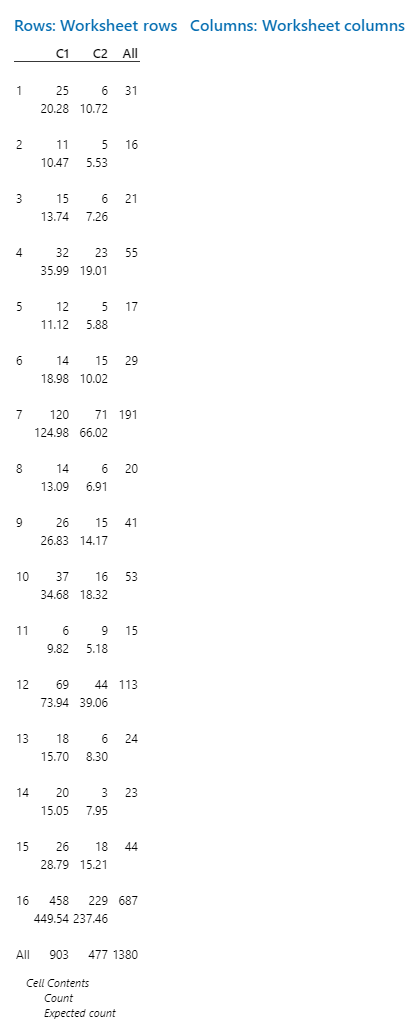 Rows: Worksheet rows Columns: Worksheet columns
C1 C2 All
1 25 6 31
20.28 10.72
2 11 5 16
10.47 5.53
3 15 6 21
13.74 7.26
4 32 23 55
35.99 19.01
5 12 5 17
11.12 5.88
6 14 15 29
18.98 10.02
7 120 71 191
124.98 66.02
8 14 6 20
13.09 6.91
9 26 15 41
26.83 14.17
10 37 16 53
34.68 18.32
11 6 9 15
9.82 5.18
12 69 44 113
73.94 39.06
13 18 6 24
15.70 8.30
14 20 3 23
15.05 7.95
15 26 18 44
28.79 15.21
16 458 229 687
449.54 237.46
All 903 477 1380
Cell Contents
Count
Expected count